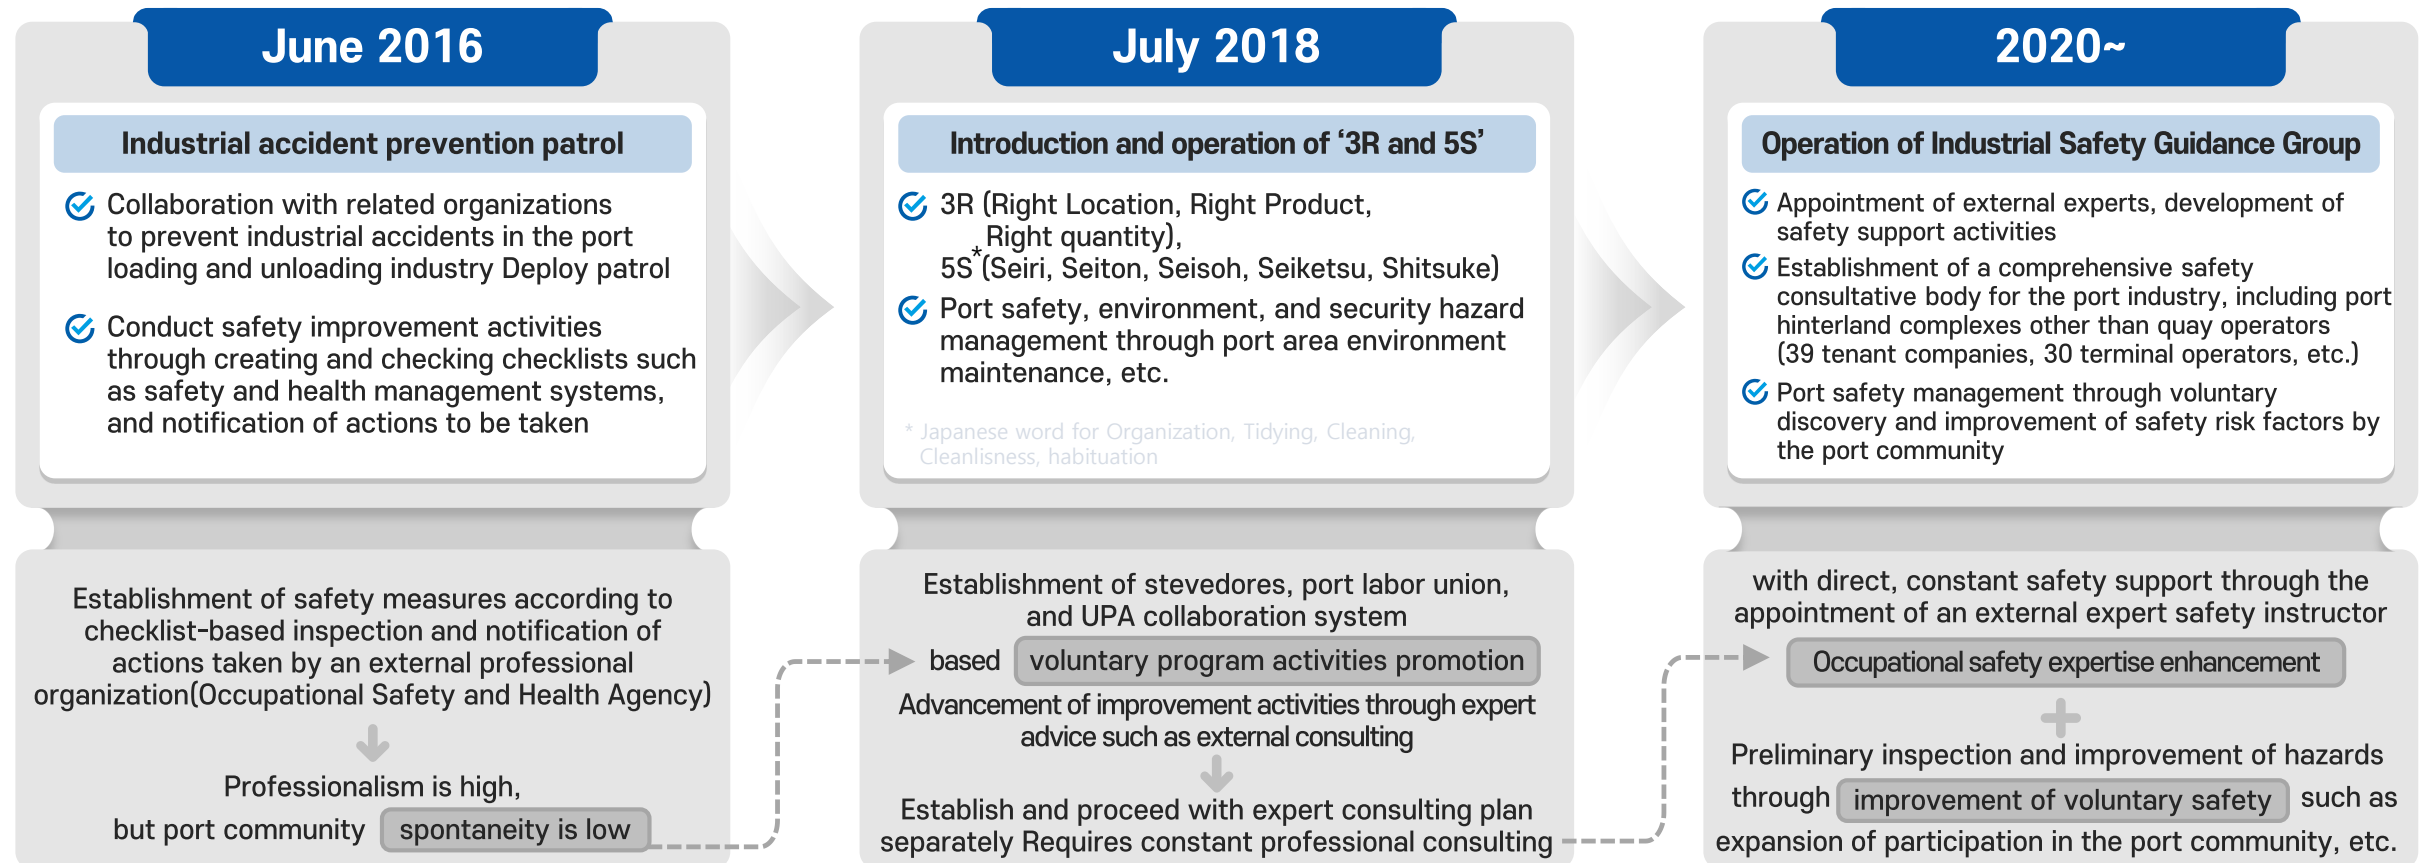 June 2016
Industrial accident prevention patrol
Collaboration with related organizations
to prevent industrial accidents in the port
loading and unloading industry Deploy patrol
Conduct safety improvement activities
through creating and checking checklists such
as safety and health management systems,
and notification of actions to be taken
Establishment of safety measures according to
checklist-based inspection and notification of
actions taken by an external professional
organization(Occupational Safety and Health Agency)
Professionalism is high,
but port community spontaneity is low
July 2018
Introduction and operation of ‘3R and 5S’
3R (Right Location, Right Product,
Right quantity),
5S*(Seiri, Seiton, Seisoh, Seiketsu, Shitsuke)
Port safety, environment, and security hazard
management through port area environment
maintenance, etc.
* Japanese word for Organization, Tidying, Cleaning,
Cleanlisness, habituation
Establishment of stevedores, port labor union,
and UPA collaboration system
based voluntary program activities promotion
Advancement of improvement activities through expert
advice such as external consulting
Establish and proceed with expert consulting plan
separately Requires constant professional consulting
2020~
Operation of Industrial Safety Guidance Group
Appointment of external experts, development of
safety support activities
Establishment of a comprehensive safety
consultative body for the port industry, including port
hinterland complexes other than quay operators
(39 tenant companies, 30 terminal operators, etc.)
Port safety management through voluntary
discovery and improvement of safety risk factors by
the port community
with direct, constant safety support through the
appointment of an external expert safety instructor
Occupational safety expertise enhancement
+
Preliminary inspection and improvement of hazards
through improvement of voluntary safety such as
expansion of participation in the port community, etc.